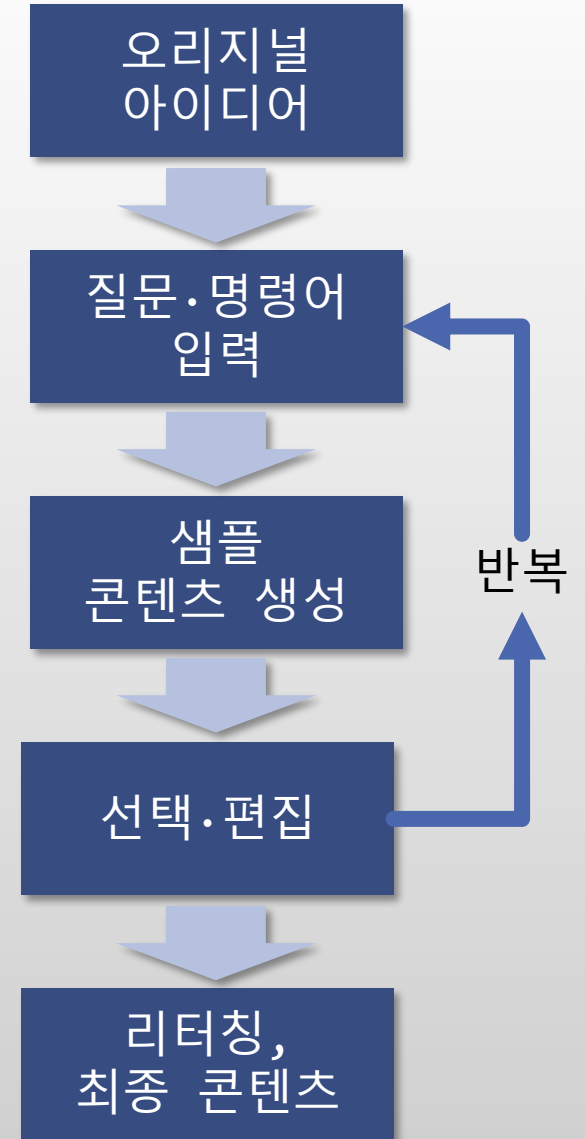 오리지널
아이디어
질문·명령어
입력
샘플
콘텐츠 생성
반복
선택·편집
리터칭,
최종 콘텐츠